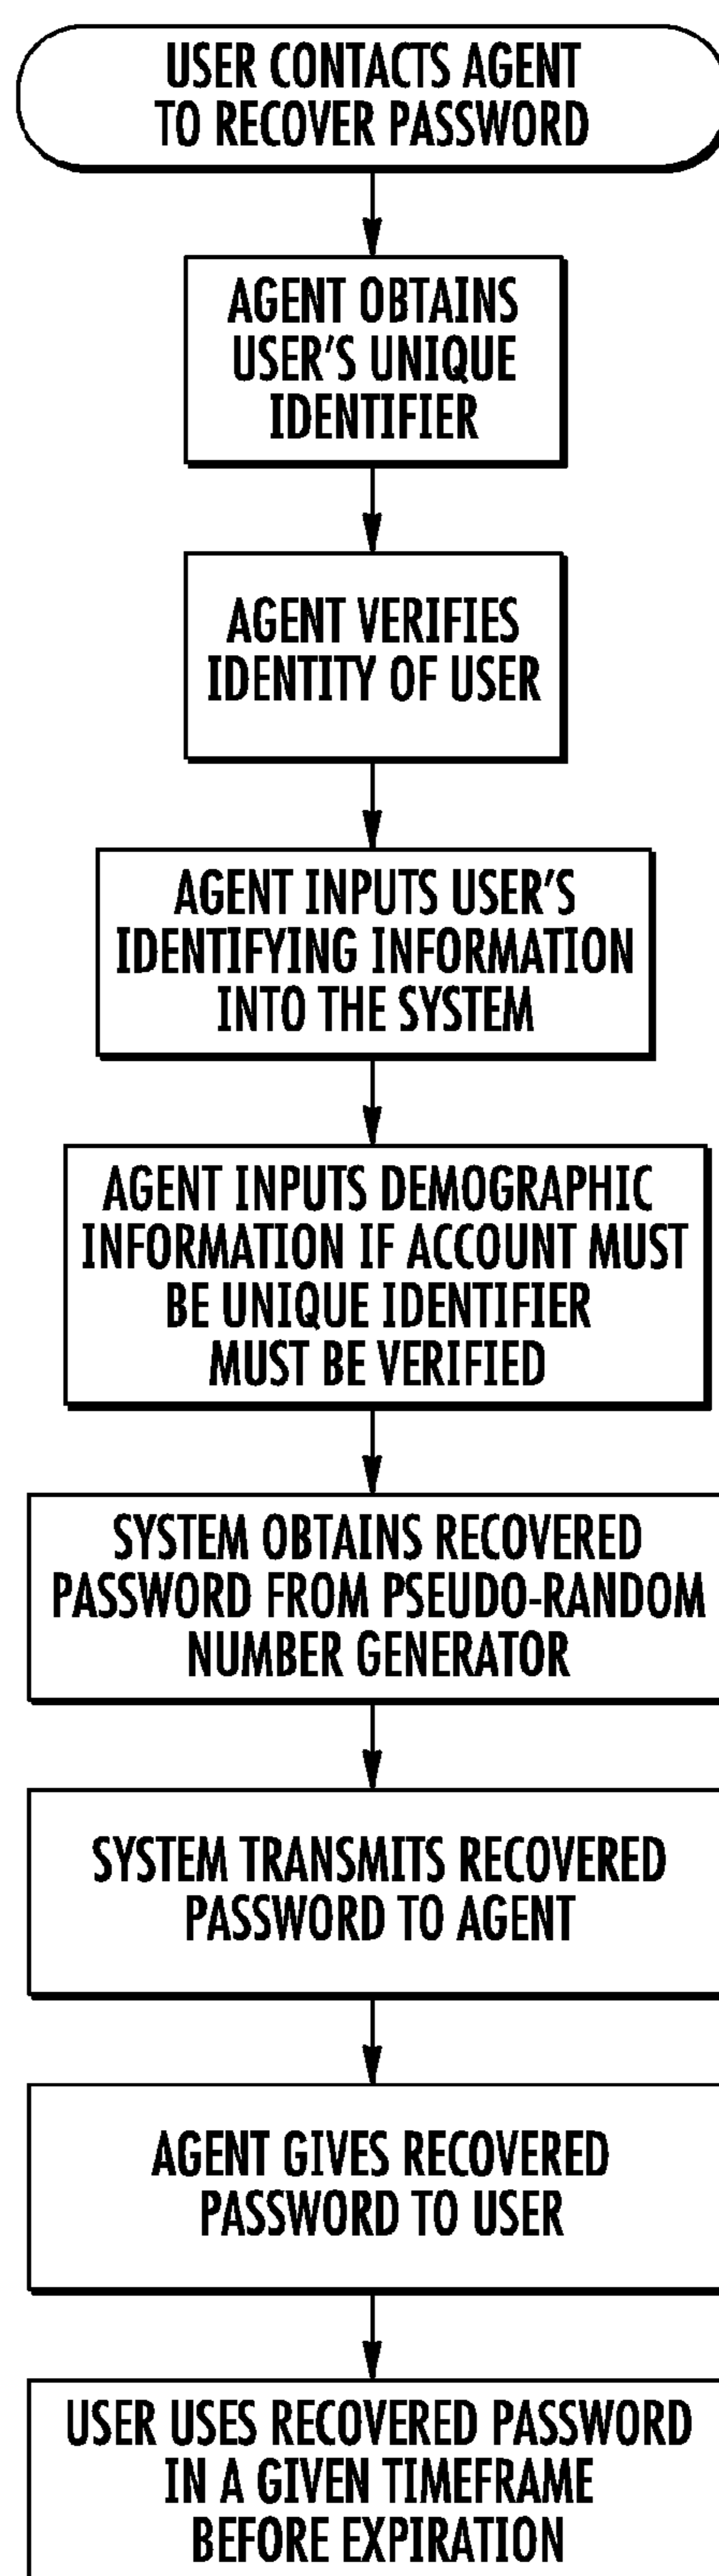 USER CONTACTS AGENT
TO RECOVER PASSWORD
AGENT OBTAINS
USER'S UNIQUE
IDENTIFIER
AGENT VERIFIES
IDENTITY OF USER
AGENT INPUTS USER'S
IDENTIFYING INFORMATION
INTO THE SYSTEM
AGENT INPUTS DEMOGRAPHIC
INFORMATION IF ACCOUNT MUST
BE UNIQUE IDENTIFIER
MUST BE VERIFIED
SYSTEM OBTAINS RECOVERED
PASSWORD FROM PSEUDO-RANDOM
NUMBER GENERATOR
SYSTEM TRANSMITS RECOVERED
PASSWORD TO AGENT
AGENT GIVES RECOVERED
PASSWORD TO USER
USER USES RECOVERED PASSWORD
IN A GIVEN TIMEFRAME
BEFORE EXPIRATION